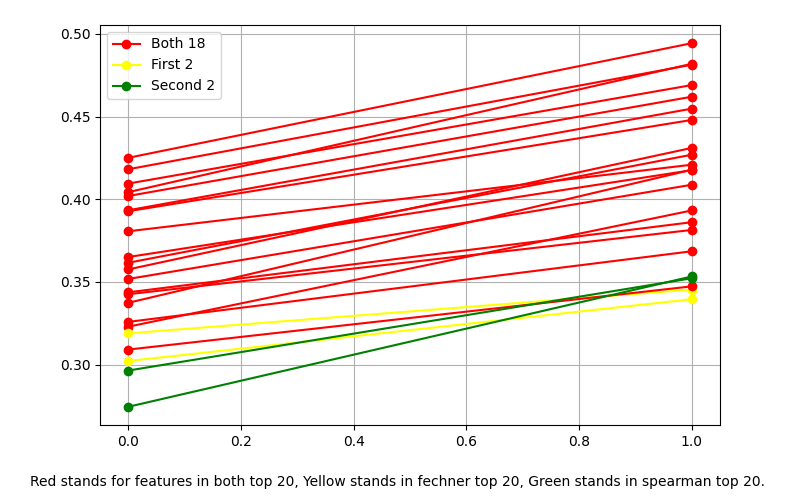 0.50
0.45
0.40
0.35
0.30
Both 18
First 2
Second 2
0.0 0.2 0.4 0.6 0.8 1.0
Red stands for features in both top 20, Yellow stands in fechner top 20, Green stands in spearman top 20.